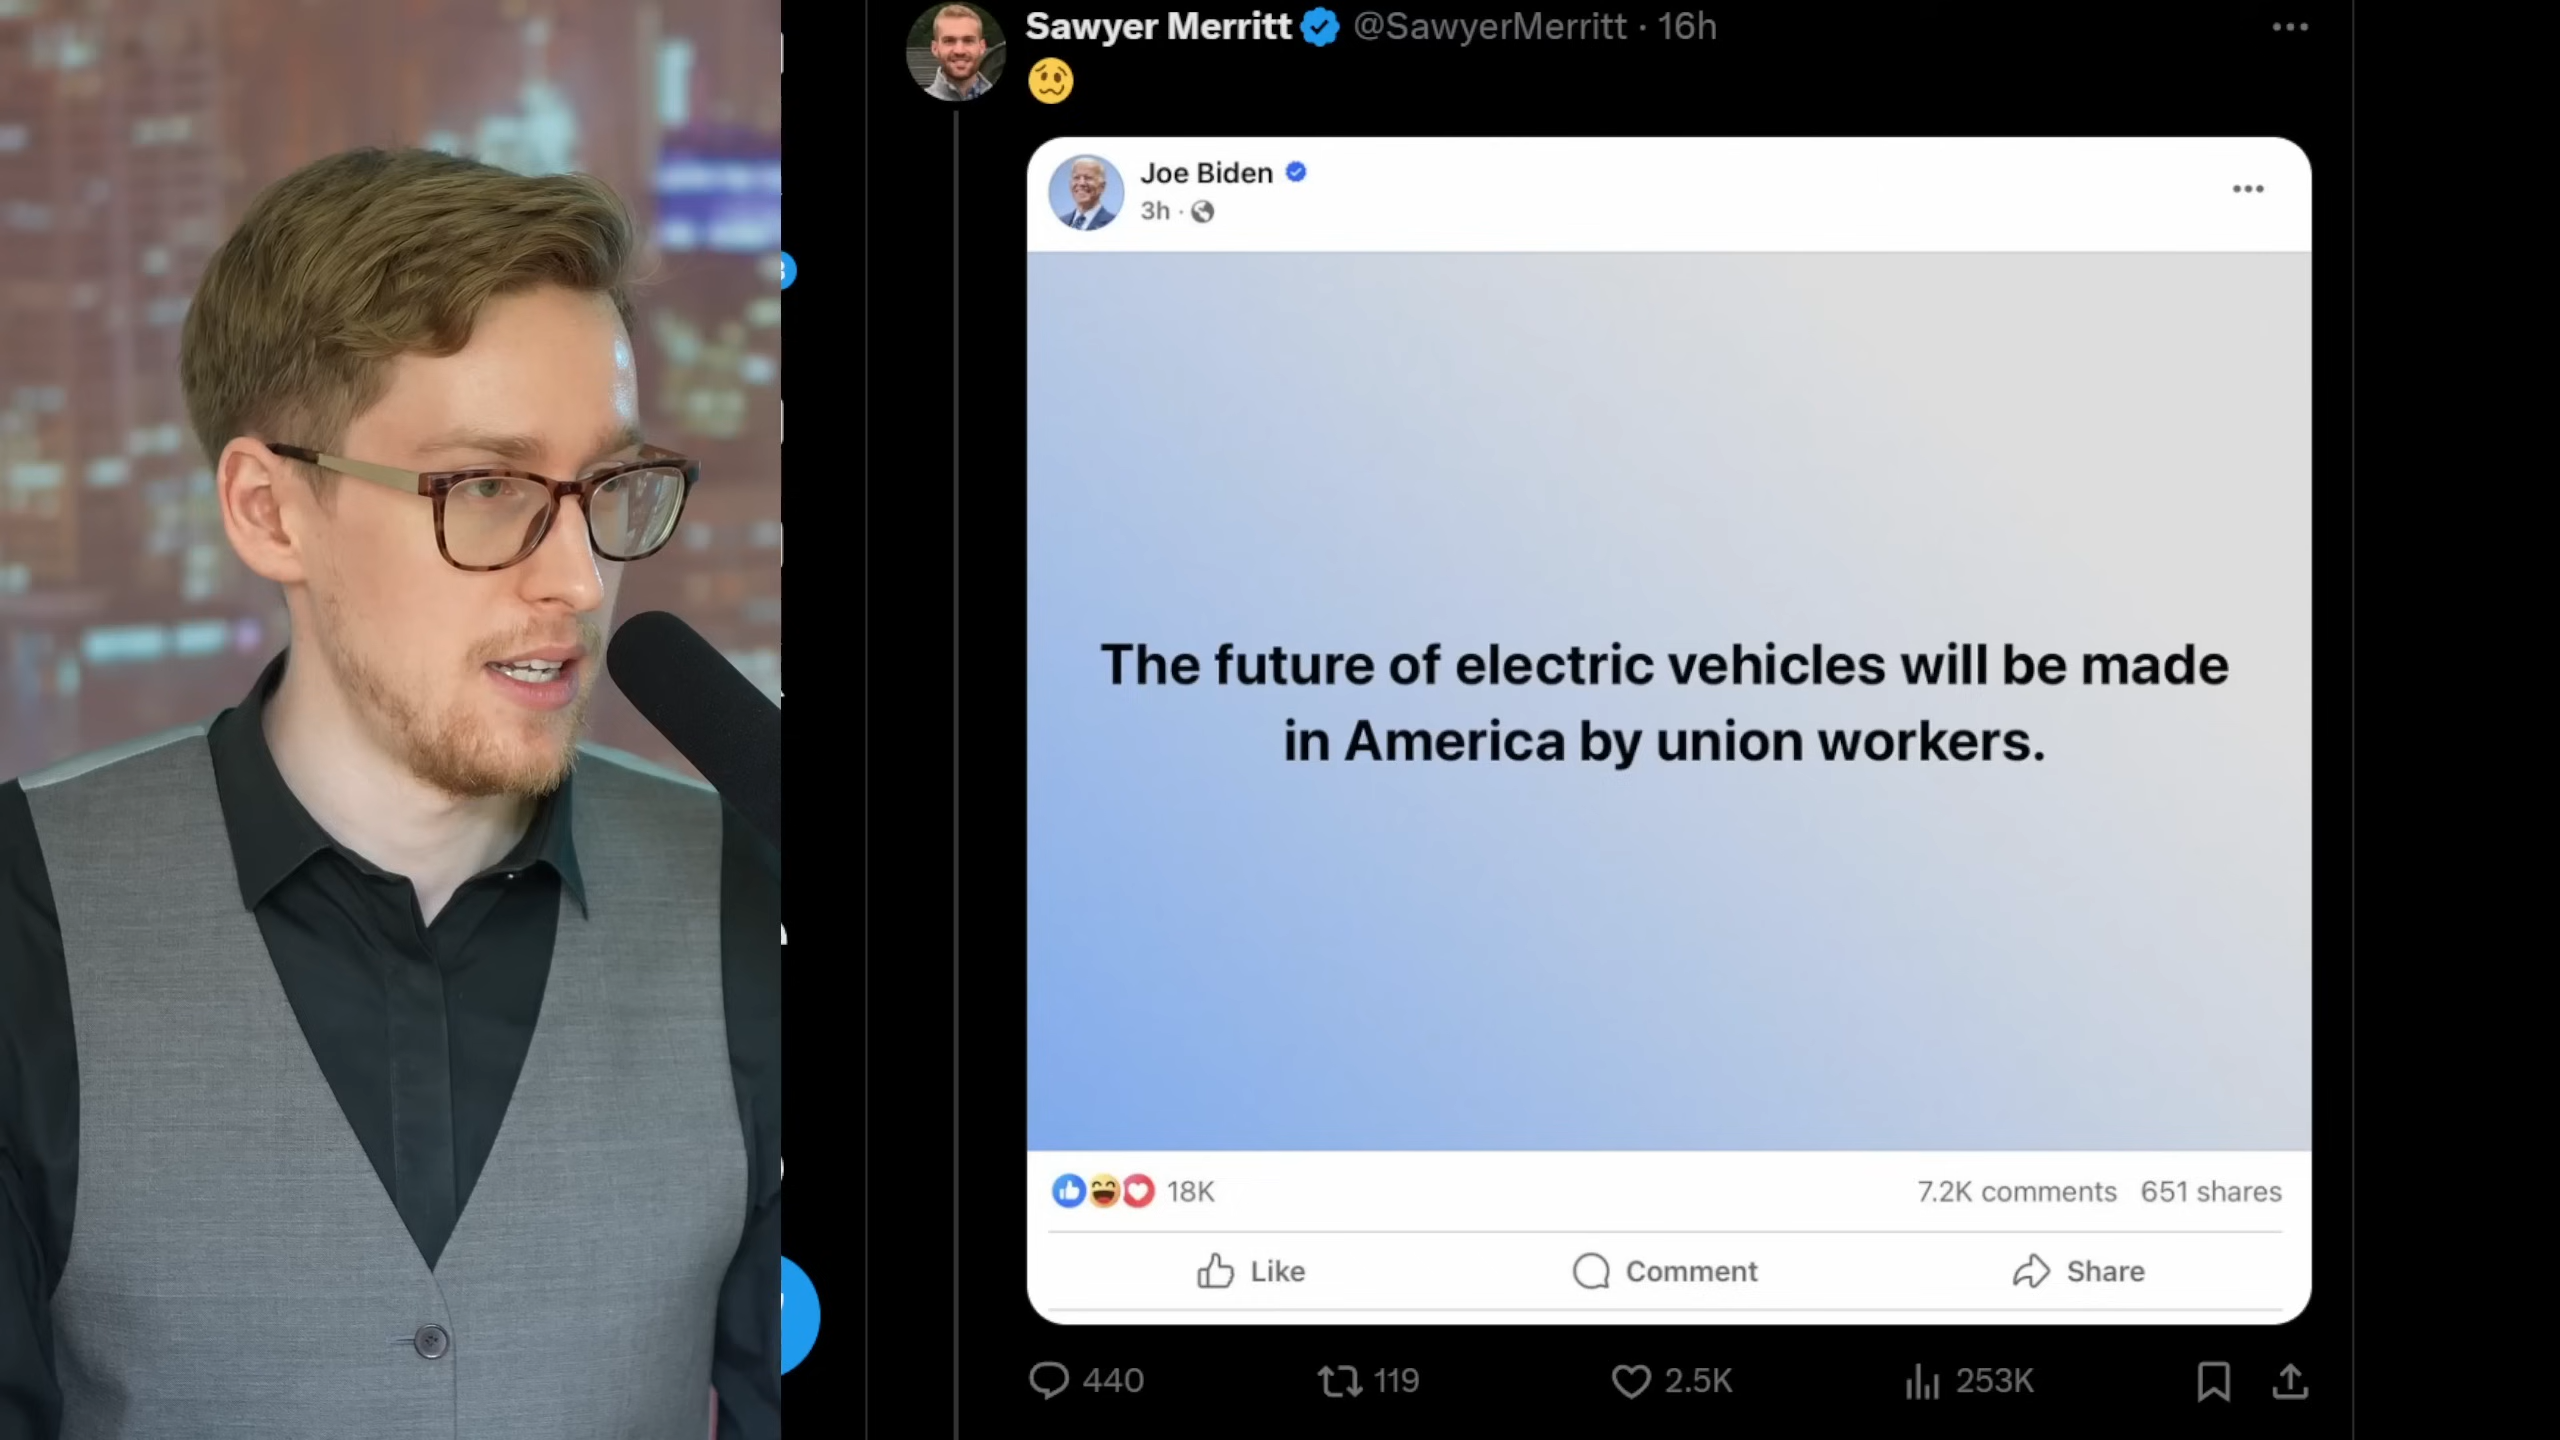 Sawyer Merritt @SawyerMerritt · 16h
Joe Biden
3h ·
The future of electric vehicles will be made
in America by union workers.
18K
7.2K comments 651 shares
Like Comment Share
440 119 2.5K 253K